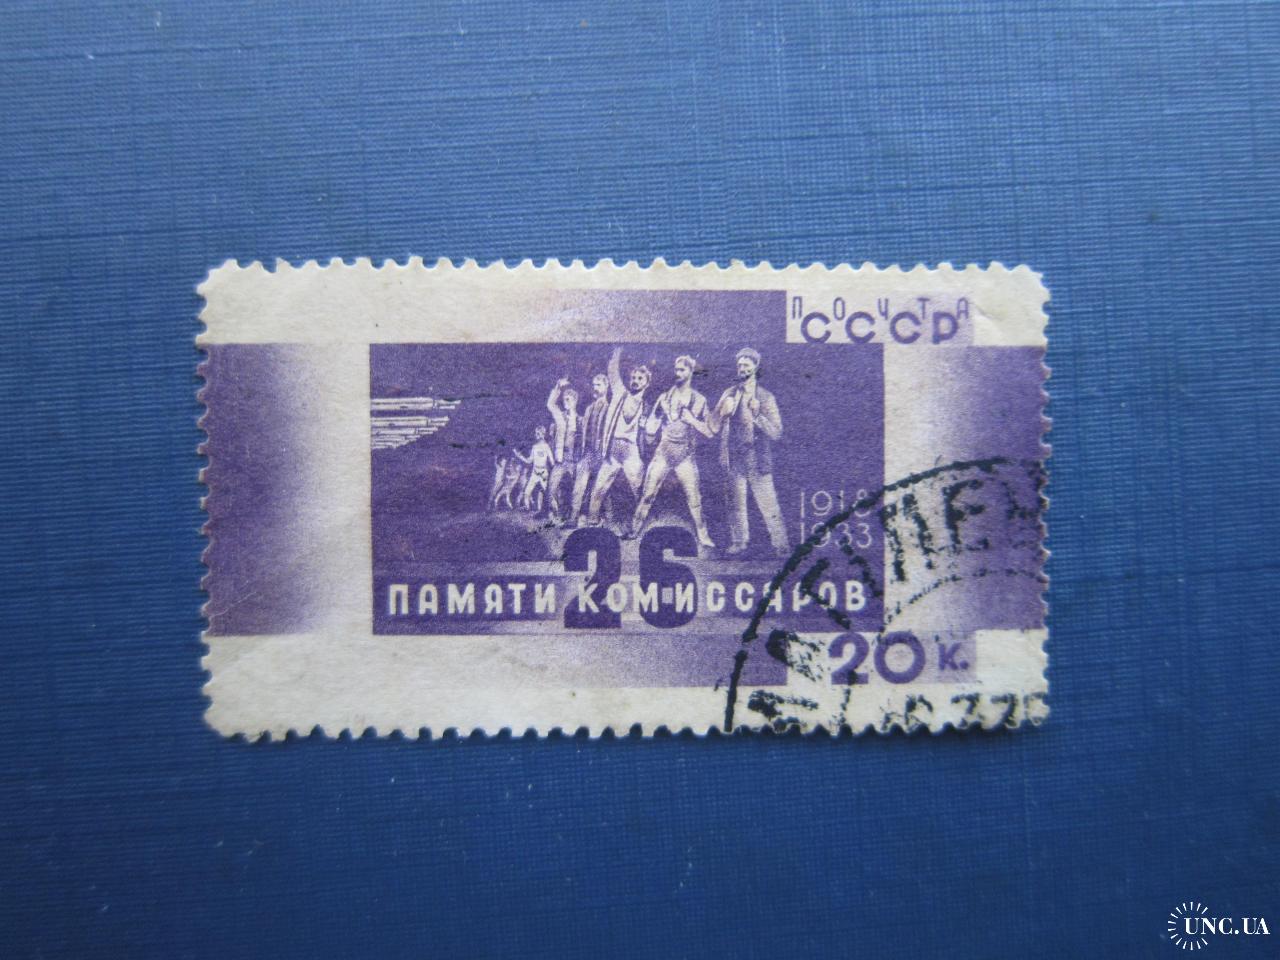 ПОЧТА
СССР
1918
1933
26
ПАМЯТИ КОМИССАРОВ
20 к.
UNC.UA